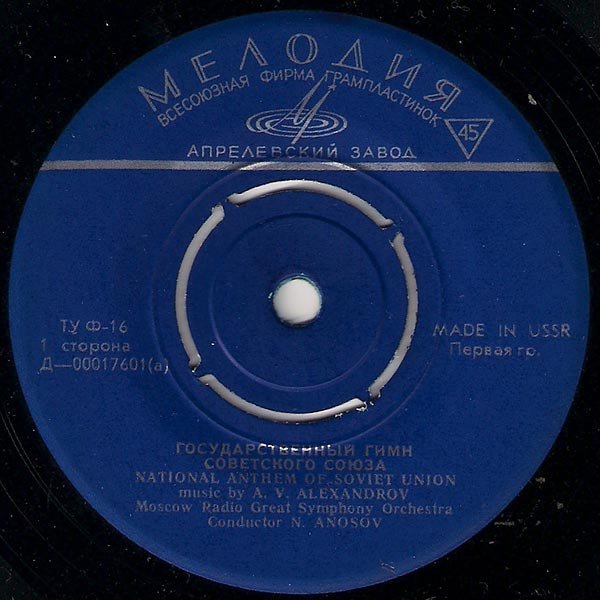 МЕЛОДИЯ
ВСЕСОЮЗНАЯ ФИРМА ГРАМПЛАСТИНОК
45
АПРЕЛЕВСКИЙ ЗАВОД
ТУ Ф-16
1 сторона
Д—00017601(а)
MADE IN USSR
Первая гр.
ГОСУДАРСТВЕННЫЙ ГИМН
СОВЕТСКОГО СОЮЗА
NATIONAL ANTHEM OF SOVIET UNION
music by A. V. ALEXANDROV
Moscow Radio Great Symphony Orchestra
Conductor N. ANOSOV